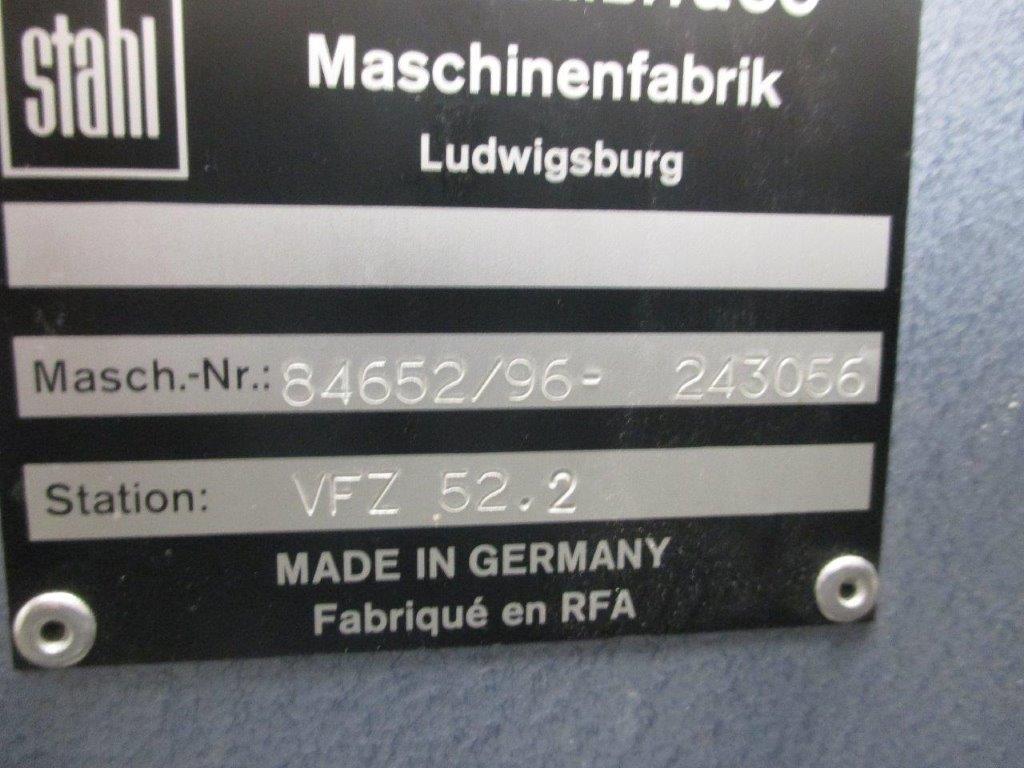 stahl
Maschinenfabrik
Ludwigsburg
Masch.-Nr.: 84652/96- 243056
Station: VFZ 52.2
MADE IN GERMANY
Fabriqué en RFA